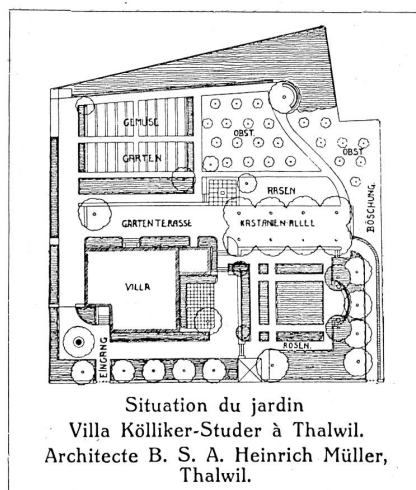 GEMÜSE
GARTEN
OBST.
OBST
RASEN
GARTENTERASSE
KASTANIEN-ALLEE
BÖSCHUNG.
VILLA
ROSEN.
EINGANG
Situation du jardin
Villa Kölliker-Studer à Thalwil.
Architecte B. S. A. Heinrich Müller,
Thalwil.